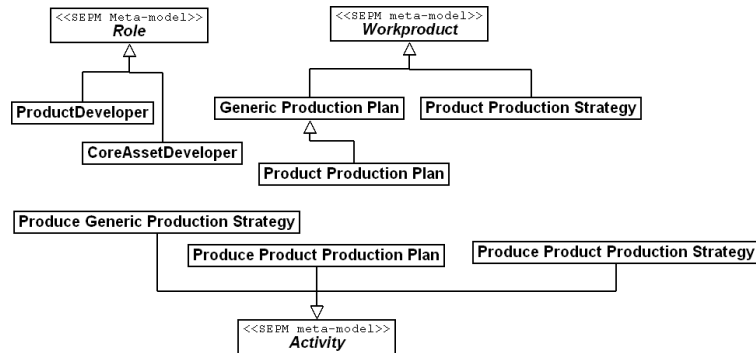 <<SEPM Meta-model>>
Role
<<SEPM meta-model>>
Workproduct
ProductDeveloper
CoreAssetDeveloper
Generic Production Plan
Product Production Strategy
Product Production Plan
Produce Generic Production Strategy
Produce Product Production Plan
Produce Product Production Strategy
<<SEPM meta-model>>
Activity